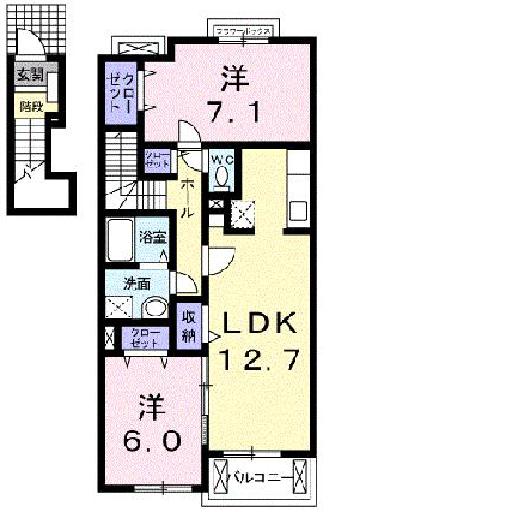 フラワーボックス
玄関
階段
クロー
ゼット
洋
7.1
クロー
ゼット
WC
ホール
浴室
洗面
収納
LDK
12.7
クロー
ゼット
洋
6.0
バルコニー